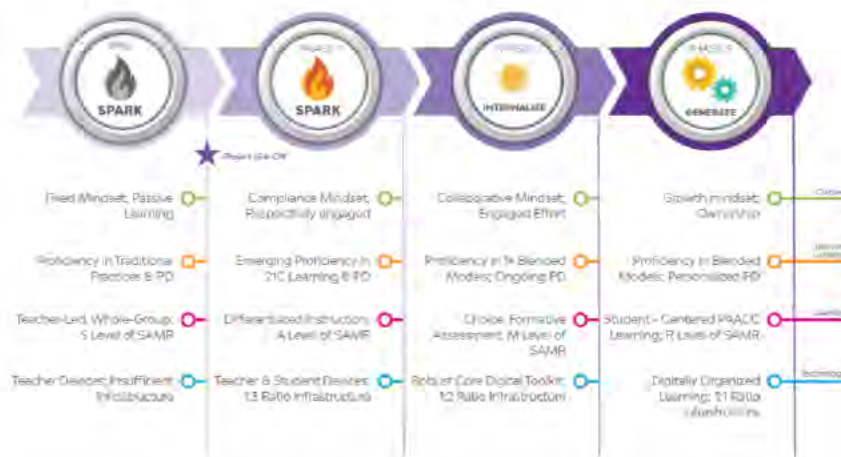 PRE-
SPARK
PHASE 1
SPARK
PHASE 2
INTERNALIZE
PHASE 3
GENERATE
Project Kick-Off
Fixed Mindset, Passive
Learning
Compliance Mindset,
Respectfully engaged
Collaborative Mindset,
Engaged Effort
Growth mindset,
Ownership
Proficiency in Traditional
Practices & PD
Emerging Proficiency in
21C Learning & PD
Proficiency in 1+ Blended
Models; Ongoing PD
Proficiency in Blended
Models; Personalized PD
Teacher-Led, Whole-Group;
S Level of SAMR
Differentiated Instruction;
A Level of SAMR
Choice, Formative
Assessment, M Level of
SAMR
Student - Centered
Learning; R Level of SAMR
Teacher Devices; Insufficient
Infrastructure
Teacher & Student Devices;
1:3 Ratio Infrastructure
Robust Core Digital Toolkit;
1:2 Ratio Infrastructure
Digitally Organized
Learning; 1:1 Ratio
Infrastructure